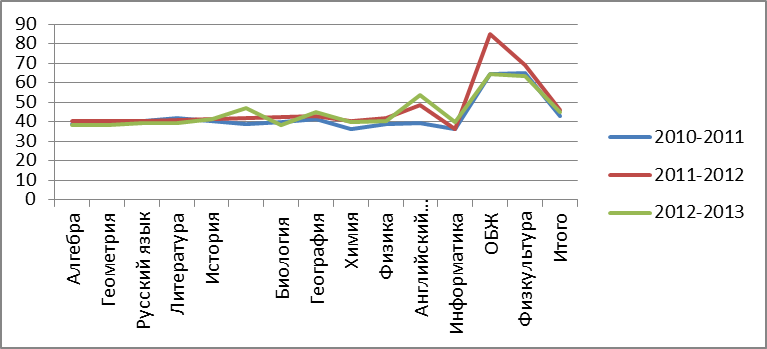 90
80
70
60
50
40
30
20
10
0
Алгебра
Геометрия
Русский язык
Литература
История
Биология
География
Химия
Физика
Английский...
Информатика
ОБЖ
Физкультура
Итого
2010-2011
2011-2012
2012-2013